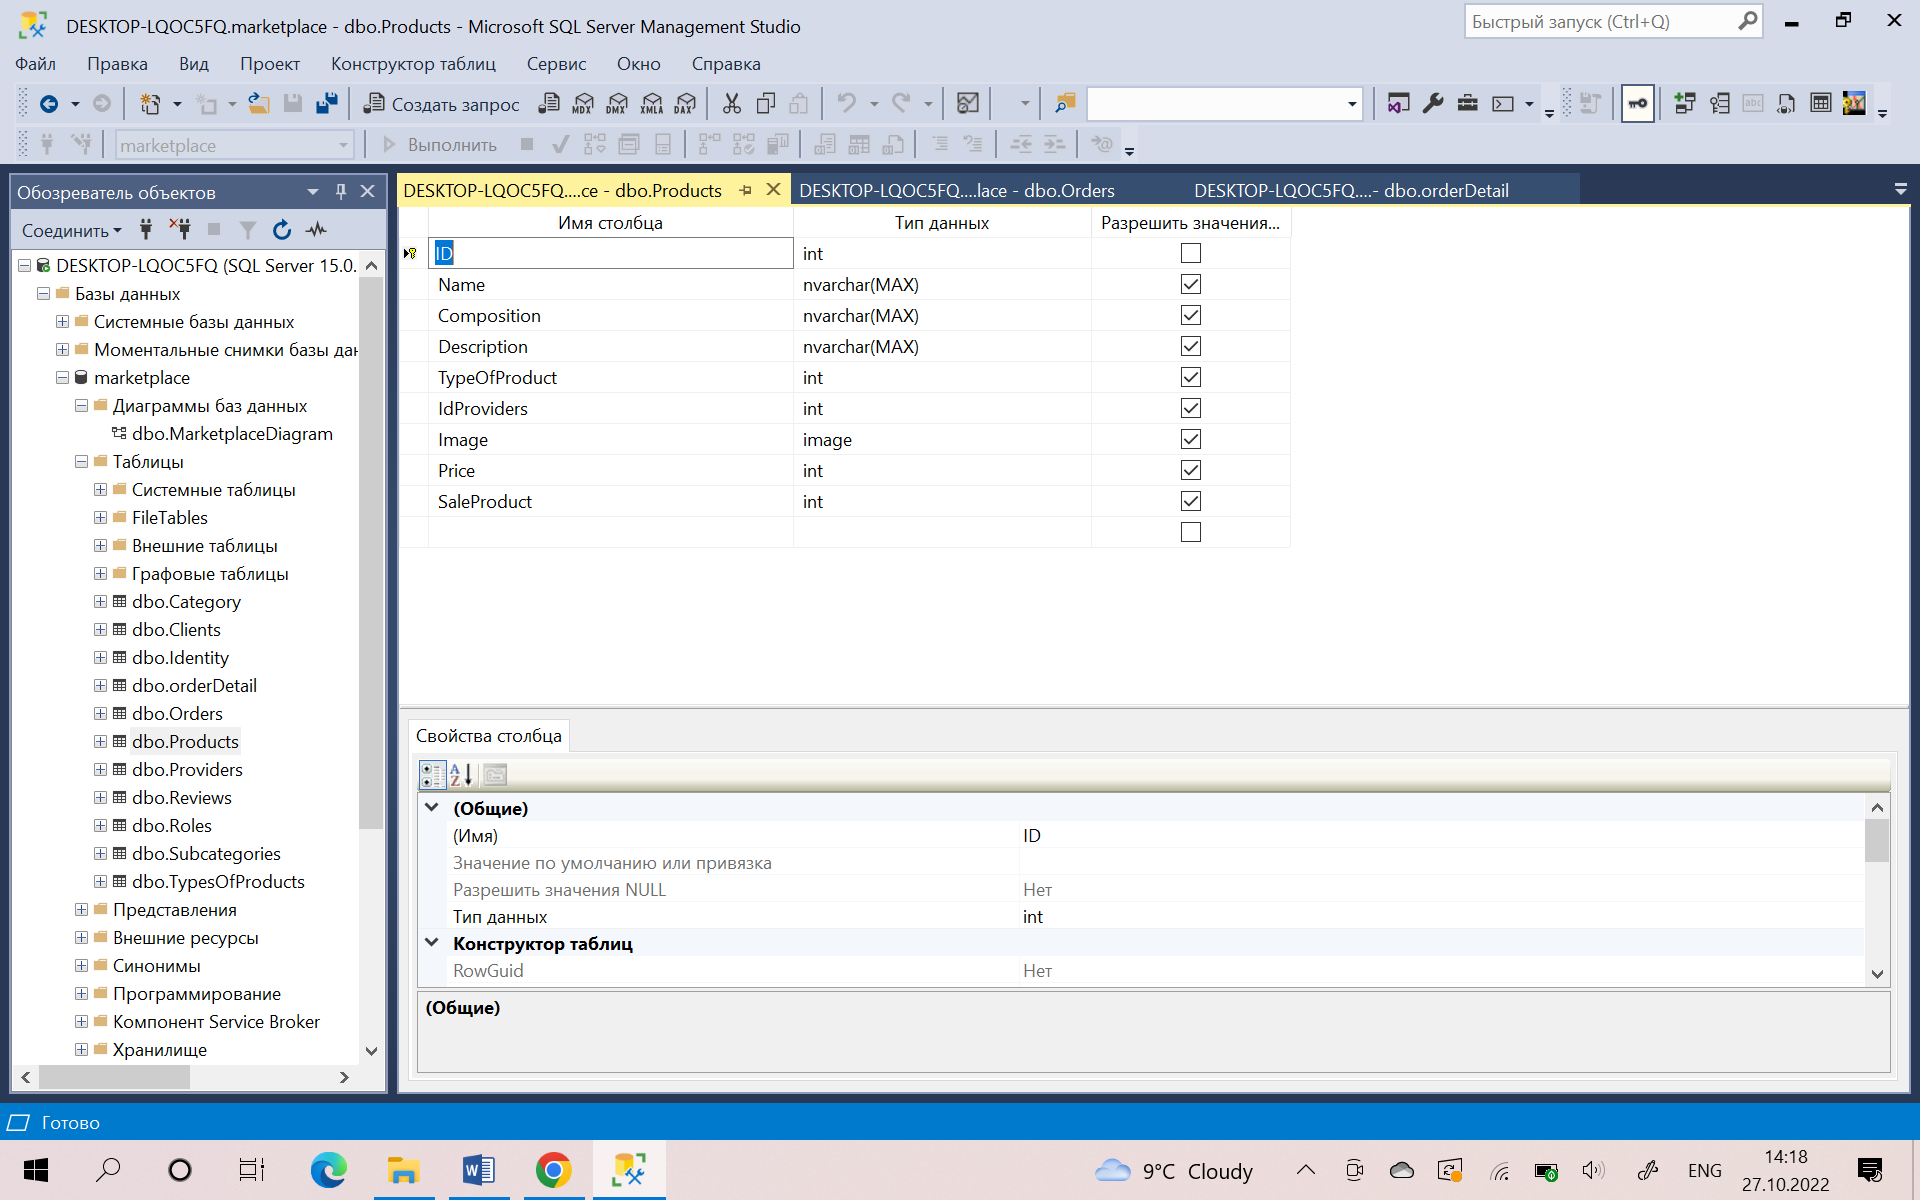 DESKTOP-LQOC5FQ.marketplace - dbo.Products - Microsoft SQL Server Management Studio
Быстрый запуск (Ctrl+Q)
Файл Правка Вид Проект Конструктор таблиц Сервис Окно Справка
Создать запрос MDX DMX XMLA DAX
marketplace Выполнить
Обозреватель объектов
Соединить
DESKTOP-LQOC5FQ (SQL Server 15.0.
Базы данных
Системные базы данных
Моментальные снимки базы дан
marketplace
Диаграммы баз данных
dbo.MarketplaceDiagram
Таблицы
Системные таблицы
FileTables
Внешние таблицы
Графовые таблицы
dbo.Category
dbo.Clients
dbo.Identity
dbo.orderDetail
dbo.Orders
dbo.Products
dbo.Providers
dbo.Reviews
dbo.Roles
dbo.Subcategories
dbo.TypesOfProducts
Представления
Внешние ресурсы
Синонимы
Программирование
Компонент Service Broker
Хранилище
DESKTOP-LQOC5FQ....ce - dbo.Products DESKTOP-LQOC5FQ....lace - dbo.Orders DESKTOP-LQOC5FQ....- dbo.orderDetail
Имя столбца Тип данных Разрешить значения...
ID int
Name nvarchar(MAX)
Composition nvarchar(MAX)
Description nvarchar(MAX)
TypeOfProduct int
IdProviders int
Image image
Price int
SaleProduct int
Свойства столбца
(Общие)
(Имя) ID
Значение по умолчанию или привязка
Разрешить значения NULL Нет
Тип данных int
Конструктор таблиц
RowGuid Нет
(Общие)
Готово
9°C Cloudy ENG 14:18
27.10.2022